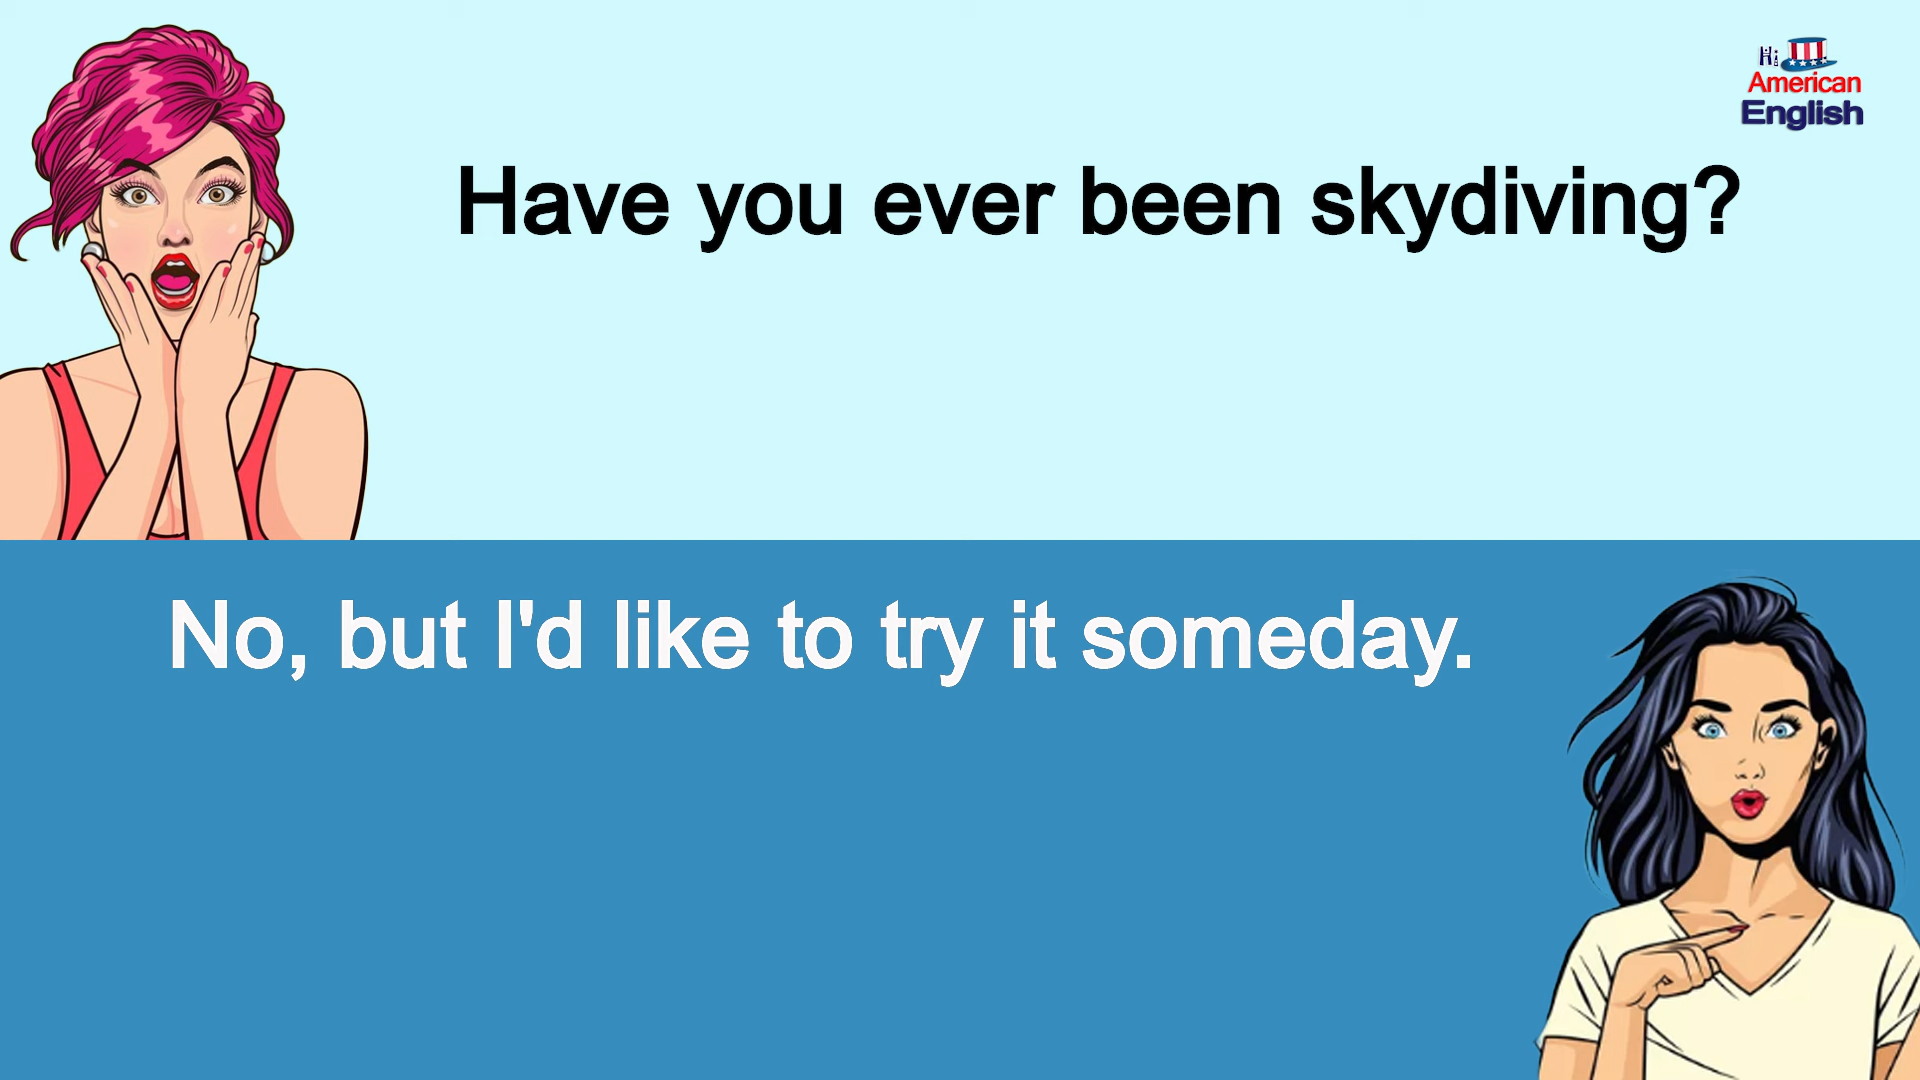 Hi
American
English
Have you ever been skydiving?
No, but I'd like to try it someday.